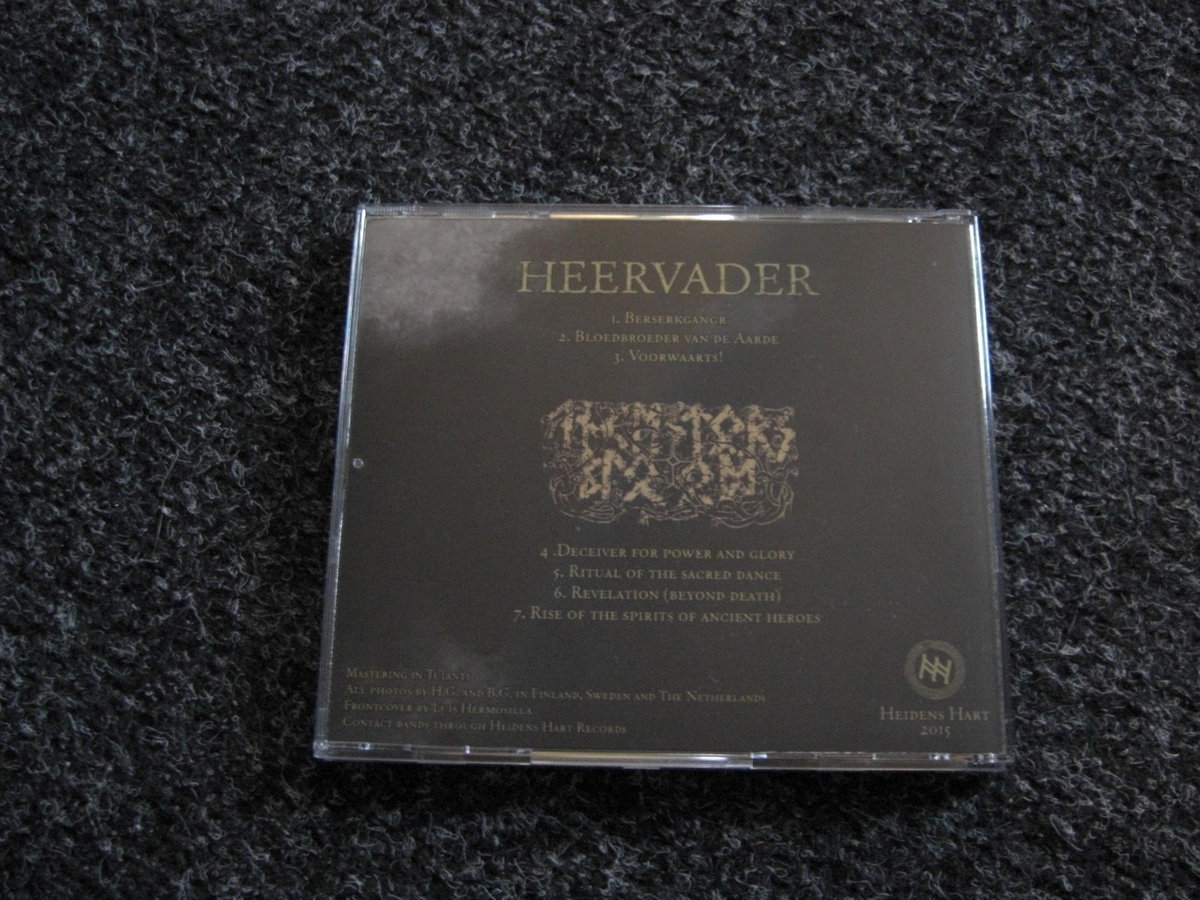 HEERVADER
1. BERSERKGANGR
2. BLOEDBROEDER VAN DE AARDE
3. VOORWAARTS!
4 .DECEIVER FOR POWER AND GLORY
5. RITUAL OF THE SACRED DANCE
6. REVELATION (BEYOND DEATH)
7. RISE OF THE SPIRITS OF ANCIENT HEROES
MASTERING IN
ALL PHOTOS BY H.G. AND B.G. IN FINLAND, SWEDEN AND THE NETHERLANDS
FRONTCOVER BY LUIS HERMOSILLA
CONTACT BANDS THROUGH HEIDENS HART RECORDS
HEIDENS HART
2015